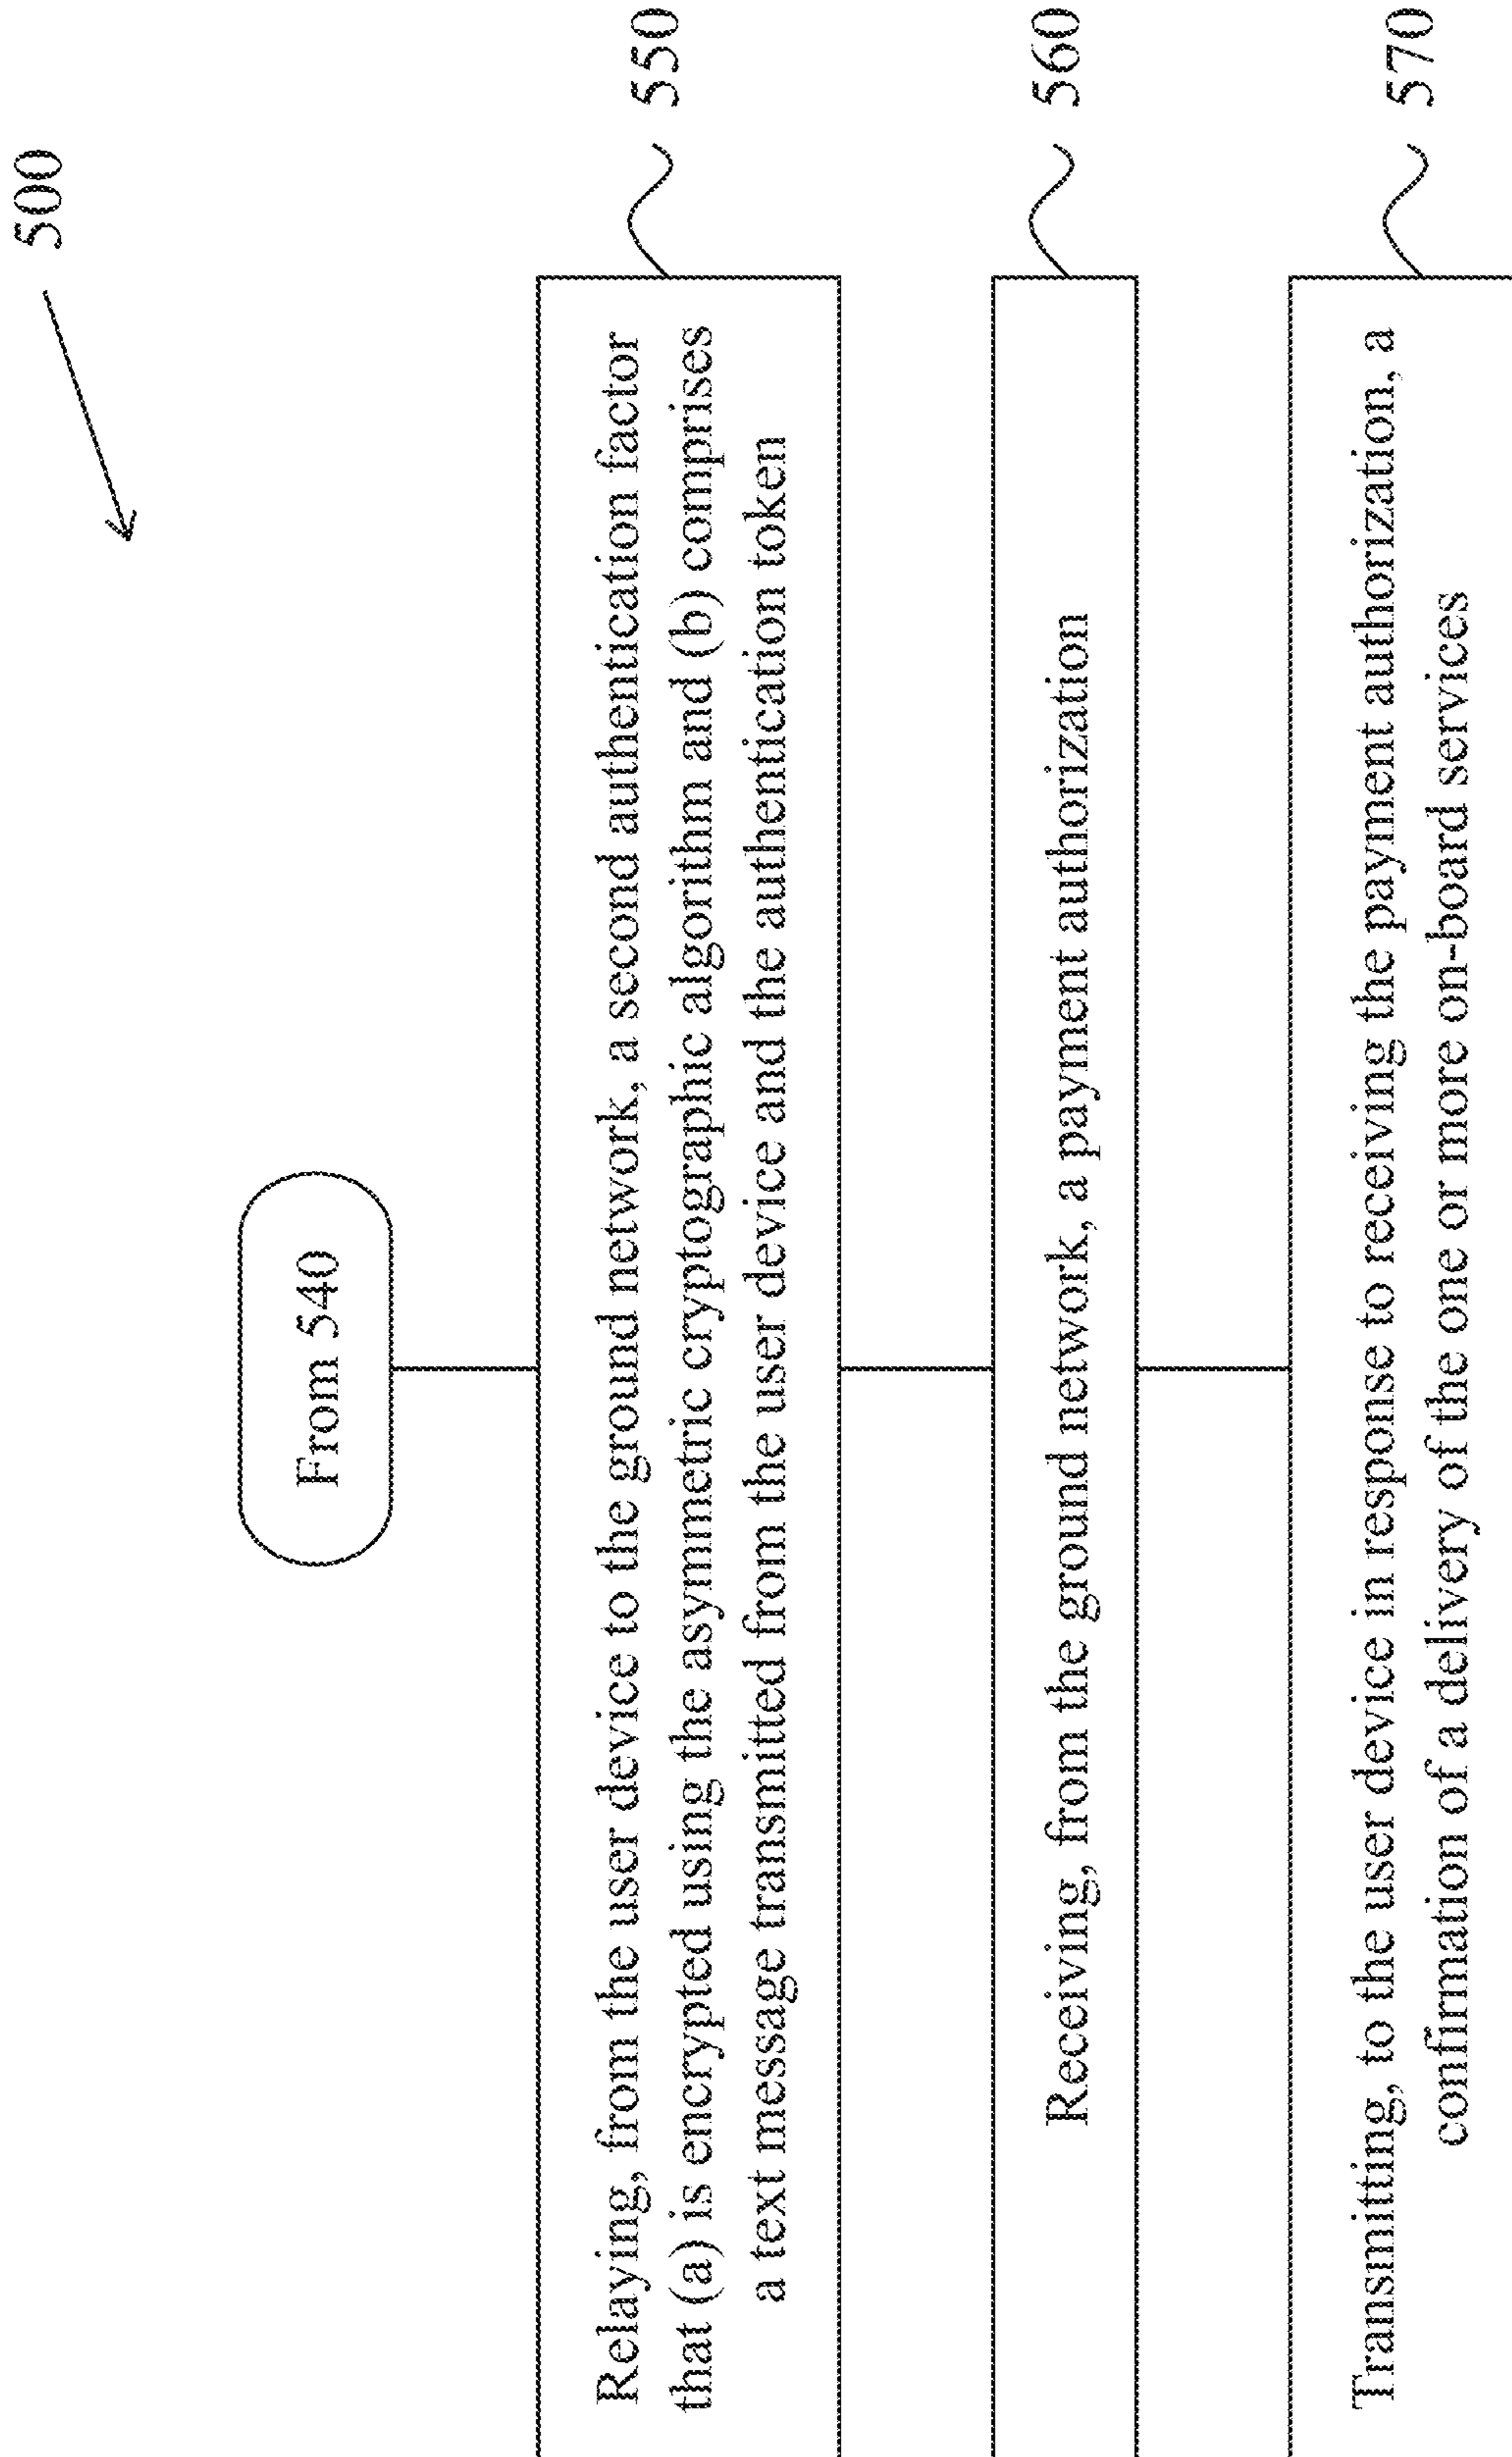 500
From 540
Relaying, from the user device to the ground network, a second authentication factor
that (a) is encrypted using the asymmetric cryptographic algorithm and (b) comprises
a text message transmitted from the user device and the authentication token
550
Receiving, from the ground network, a payment authorization
560
Transmitting, to the user device in response to receiving the payment authorization, a
confirmation of a delivery of the one or more on-board services
570